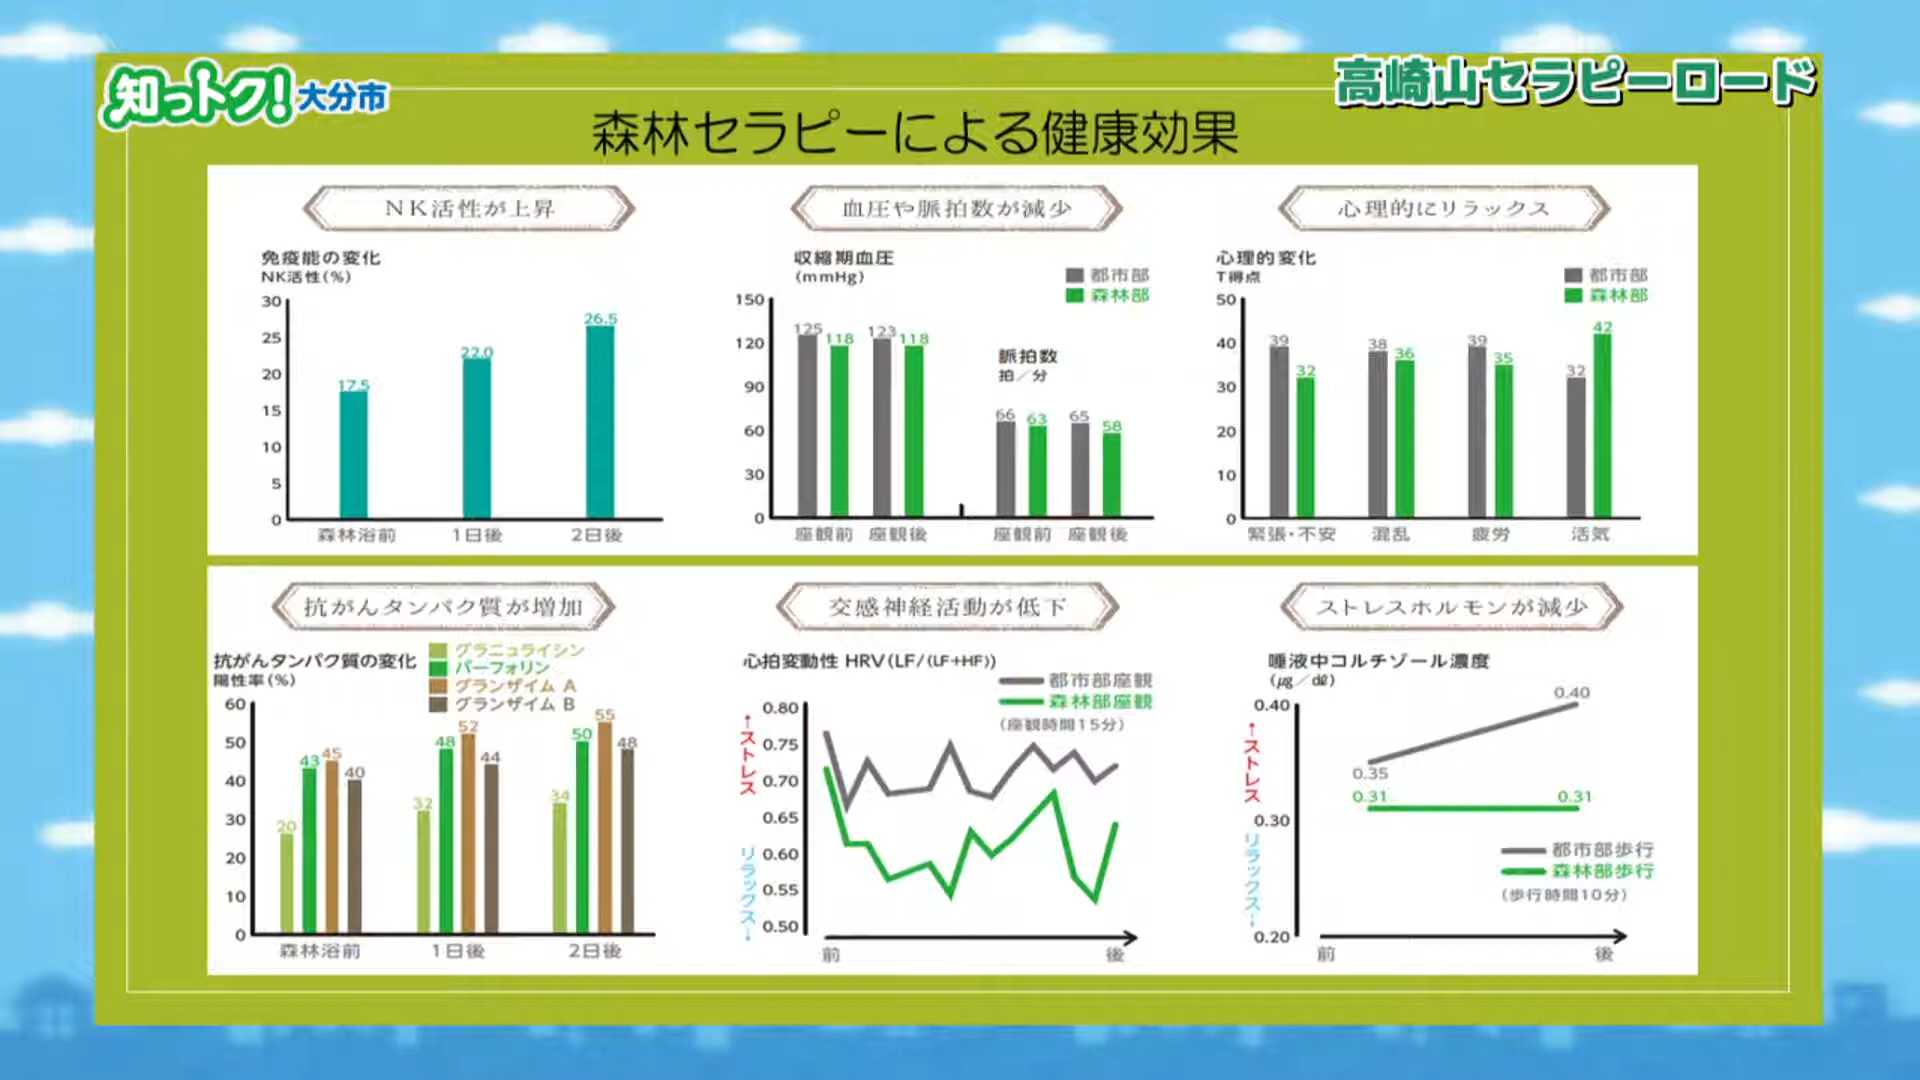 知っトク!大分市
高崎山セラピーロード
森林セラピーによる健康効果
NK活性が上昇
免疫能の変化
NK活性(%)
30
25
20
15
10
5
0
17.5
22.0
26.5
森林浴前 1日後 2日後
血圧や脈拍数が減少
収縮期血圧
(mmHg)
都市部
森林部
150
120
90
60
30
0
125 118 123 118
脈拍数
拍/分
66 63 65 58
座観前 座観後 座観前 座観後
心理的にリラックス
心理的変化
T得点
都市部
森林部
50
40
30
20
10
0
39 32 38 36 39 35 32 42
緊張・不安 混乱 疲労 活気
抗がんタンパク質が増加
抗がんタンパク質の変化
陽性率(%)
グラニュライシン
パーフォリン
グランザイム A
グランザイム B
60
50
40
30
20
10
0
20 43 45 40
32 48 52 44
34 50 55 48
森林浴前 1日後 2日後
交感神経活動が低下
心拍変動性 HRV(LF/(LF+HF))
都市部座観
森林部座観
(座観時間15分)
↑ストレス
リラックス↓
0.80
0.75
0.70
0.65
0.60
0.55
0.50
前 後
ストレスホルモンが減少
唾液中コルチゾール濃度
(㎍/㎗)
↑ストレス
リラックス↓
0.40
0.30
0.20
0.40
0.35
0.31 0.31
都市部歩行
森林部歩行
(歩行時間10分)
前 後